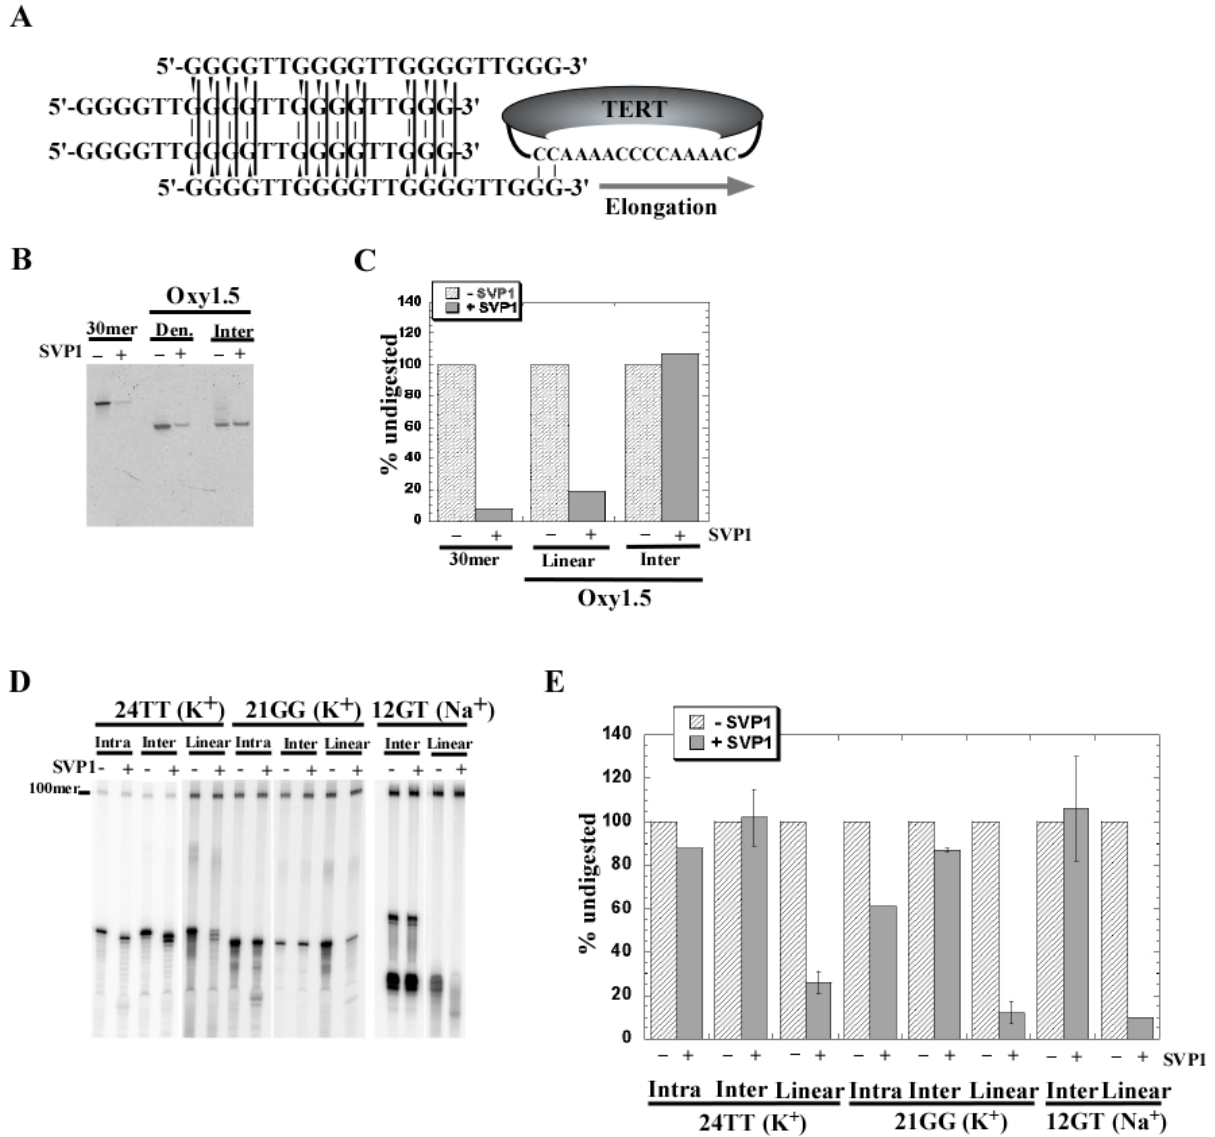 A
5'-GGGGTTGGGGTTGGGGTTGGG-3'
5'-GGGGTTGGGGTTGGGGTTGGG-3'
TERT
5'-GGGGTTGGGGTTGGGGTTGGG-3'
CCAAAACCCCAAAAC
5'-GGGGTTGGGGTTGGGGTTGGG-3'
Elongation
B
Oxy1.5
30mer Den. Inter
SVP1 – + – + – +
C
- SVP1
+ SVP1
140
120
100
80
60
40
20
0
% undigested
– + – + – + SVP1
30mer Linear Inter
Oxy1.5
D
24TT (K+) 21GG (K+) 12GT (Na+)
Intra Inter Linear Intra Inter Linear Inter Linear
SVP1 - + - + - + - + - + - + - + - +
100mer
E
- SVP1
+ SVP1
140
120
100
80
60
40
20
0
% undigested
– + – + – + – + – + – + – + – + SVP1
Intra Inter Linear Intra Inter Linear Inter Linear
24TT (K+) 21GG (K+) 12GT (Na+)